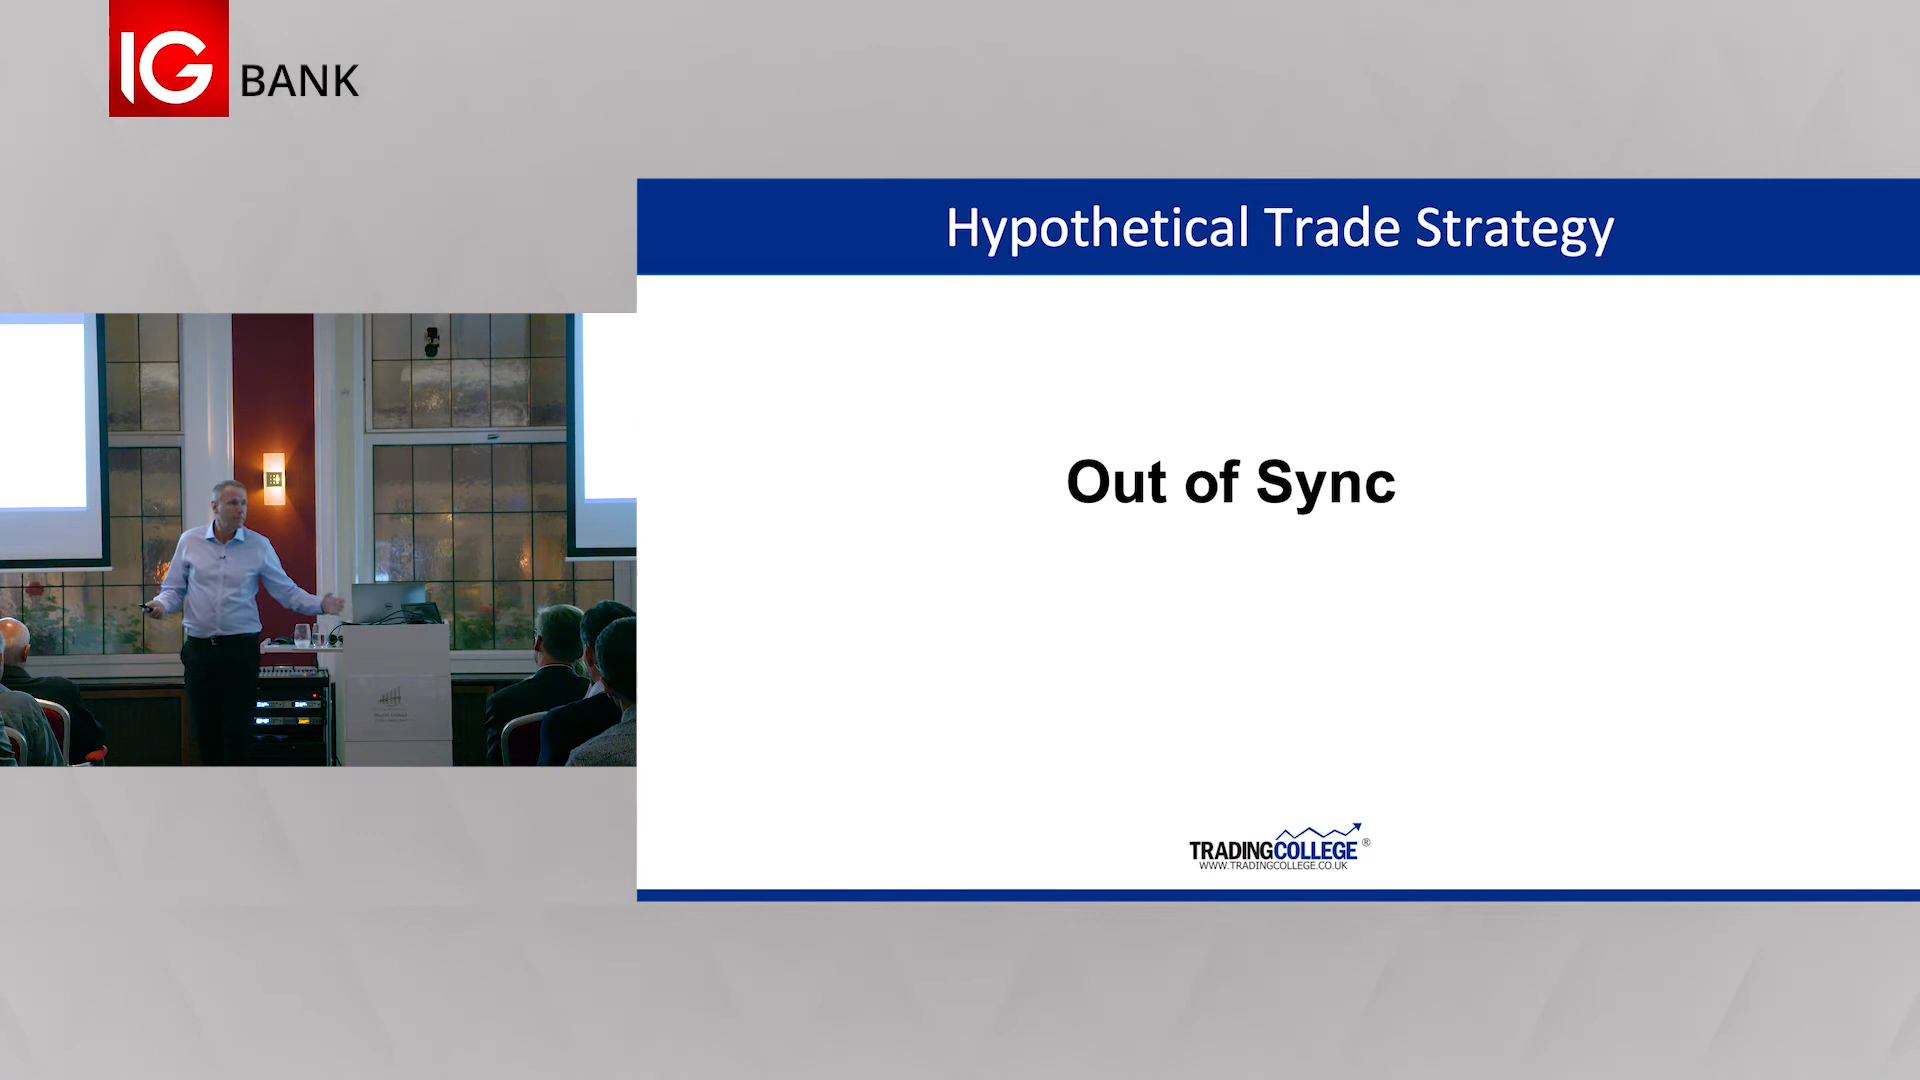 IG BANK
Hypothetical Trade Strategy
Out of Sync
TRADINGCOLLEGE ®
WWW.TRADINGCOLLEGE.CO.UK